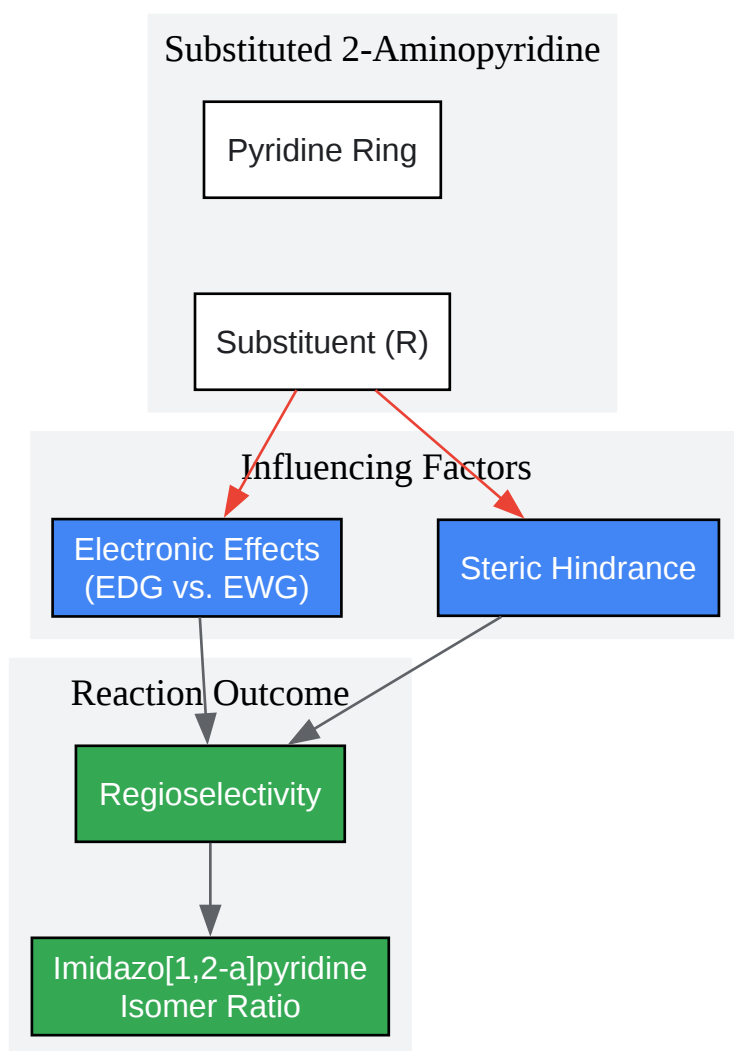 Substituted 2-Aminopyridine
Pyridine Ring
Substituent (R)
Influencing Factors
Electronic Effects
(EDG vs. EWG)
Steric Hindrance
Reaction Outcome
Regioselectivity
Imidazo[1,2-a]pyridine
Isomer Ratio